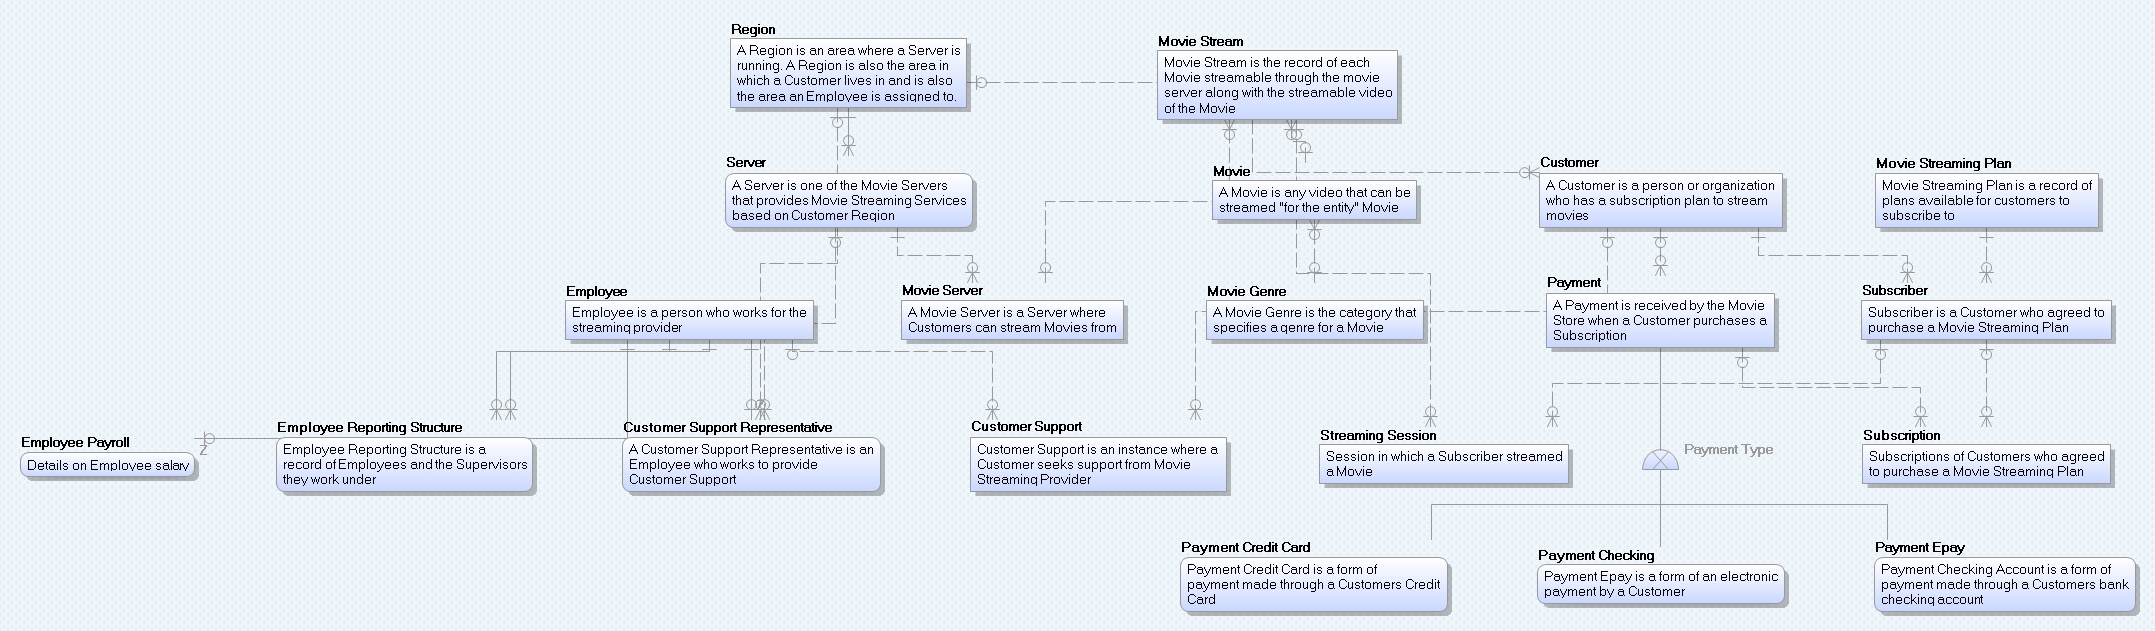 Region
A Region is an area where a Server is
running. A Region is also the area in
which a Customer lives in and is also
the area an Employee is assigned to.
Movie Stream
Movie Stream is the record of each
Movie streamable through the movie
server along with the streamable video
of the Movie
Server
A Server is one of the Movie Servers
that provides Movie Streaming Services
based on Customer Region
Movie
A Movie is any video that can be
streamed "for the entity" Movie
Customer
A Customer is a person or organization
who has a subscription plan to stream
movies
Movie Streaming Plan
Movie Streaming Plan is a record of
plans available for customers to
subscribe to
Employee
Employee is a person who works for the
streaming provider
Movie Server
A Movie Server is a Server where
Customers can stream Movies from
Movie Genre
A Movie Genre is the category that
specifies a genre for a Movie
Payment
A Payment is received by the Movie
Store when a Customer purchases a
Subscription
Subscriber
Subscriber is a Customer who agreed to
purchase a Movie Streaming Plan
Employee Payroll
Details on Employee salary
Z
Employee Reporting Structure
Employee Reporting Structure is a
record of Employees and the Supervisors
they work under
Customer Support Representative
A Customer Support Representative is an
Employee who works to provide
Customer Support
Customer Support
Customer Support is an instance where a
Customer seeks support from Movie
Streaming Provider
Streaming Session
Session in which a Subscriber streamed
a Movie
Payment Type
Subscription
Subscriptions of Customers who agreed
to purchase a Movie Streaming Plan
Payment Credit Card
Payment Credit Card is a form of
payment made through a Customers Credit
Card
Payment Checking
Payment Epay is a form of an electronic
payment by a Customer
Payment Epay
Payment Checking Account is a form of
payment made through a Customers bank
checking account